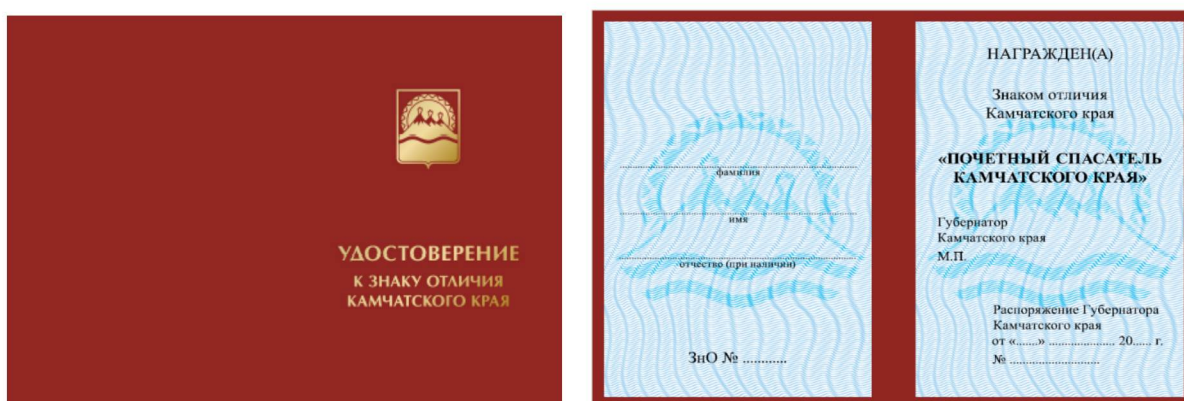 УДОСТОВЕРЕНИЕ
К ЗНАКУ ОТЛИЧИЯ
КАМЧАТСКОГО КРАЯ
фамилия
имя
отчество (при наличии)
ЗнО № ............
НАГРАЖДЕН(А)
Знаком отличия
Камчатского края
«ПОЧЕТНЫЙ СПАСАТЕЛЬ
КАМЧАТСКОГО КРАЯ»
Губернатор
Камчатского края
М.П.
Распоряжение Губернатора
Камчатского края
от «.......» ...................... 20...... г.
№ ..............................